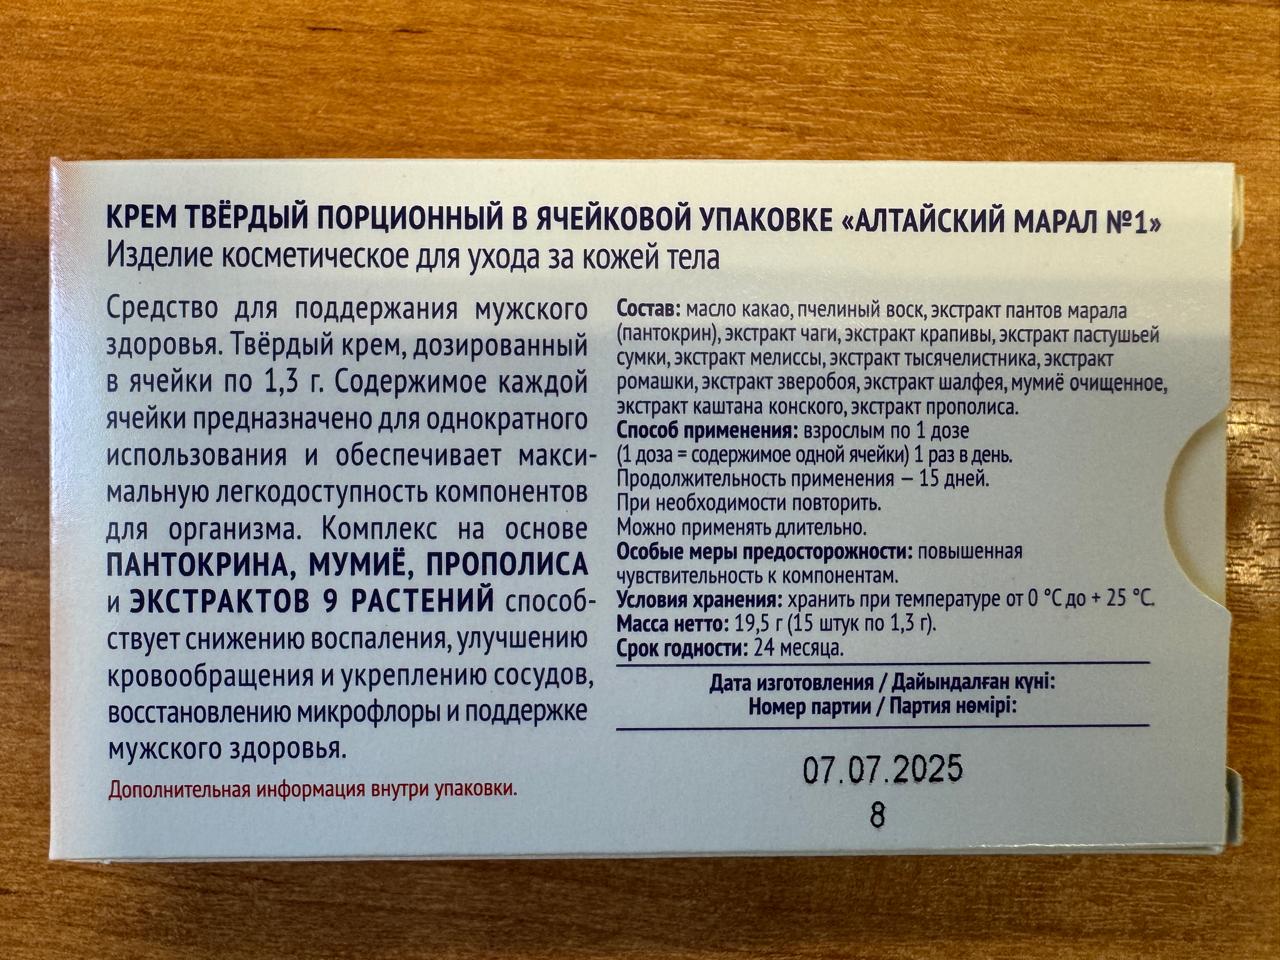 КРЕМ ТВЁРДЫЙ ПОРЦИОННЫЙ В ЯЧЕЙКОВОЙ УПАКОВКЕ «АЛТАЙСКИЙ МАРАЛ №1»
Изделие косметическое для ухода за кожей тела
Средство для поддержания мужского
здоровья. Твёрдый крем, дозированный
в ячейки по 1,3 г. Содержимое каждой
ячейки предназначено для однократного
использования и обеспечивает макси-
мальную легкодоступность компонентов
для организма. Комплекс на основе
ПАНТОКРИНА, МУМИЁ, ПРОПОЛИСА
и ЭКСТРАКТОВ 9 РАСТЕНИЙ способ-
ствует снижению воспаления, улучшению
кровообращения и укреплению сосудов,
восстановлению микрофлоры и поддержке
мужского здоровья.
Дополнительная информация внутри упаковки.
Состав: масло какао, пчелиный воск, экстракт пантов марала
(пантокрин), экстракт чаги, экстракт крапивы, экстракт пастушьей
сумки, экстракт мелиссы, экстракт тысячелистника, экстракт
ромашки, экстракт зверобоя, экстракт шалфея, мумиё очищенное,
экстракт каштана конского, экстракт прополиса.
Способ применения: взрослым по 1 дозе
(1 доза = содержимое одной ячейки) 1 раз в день.
Продолжительность применения — 15 дней.
При необходимости повторить.
Можно применять длительно.
Особые меры предосторожности: повышенная
чувствительность к компонентам.
Условия хранения: хранить при температуре от 0 °С до + 25 °С.
Масса нетто: 19,5 г (15 штук по 1,3 г).
Срок годности: 24 месяца.
Дата изготовления / Дайындалған күні:
Номер партии / Партия нөмірі:
07.07.2025
8